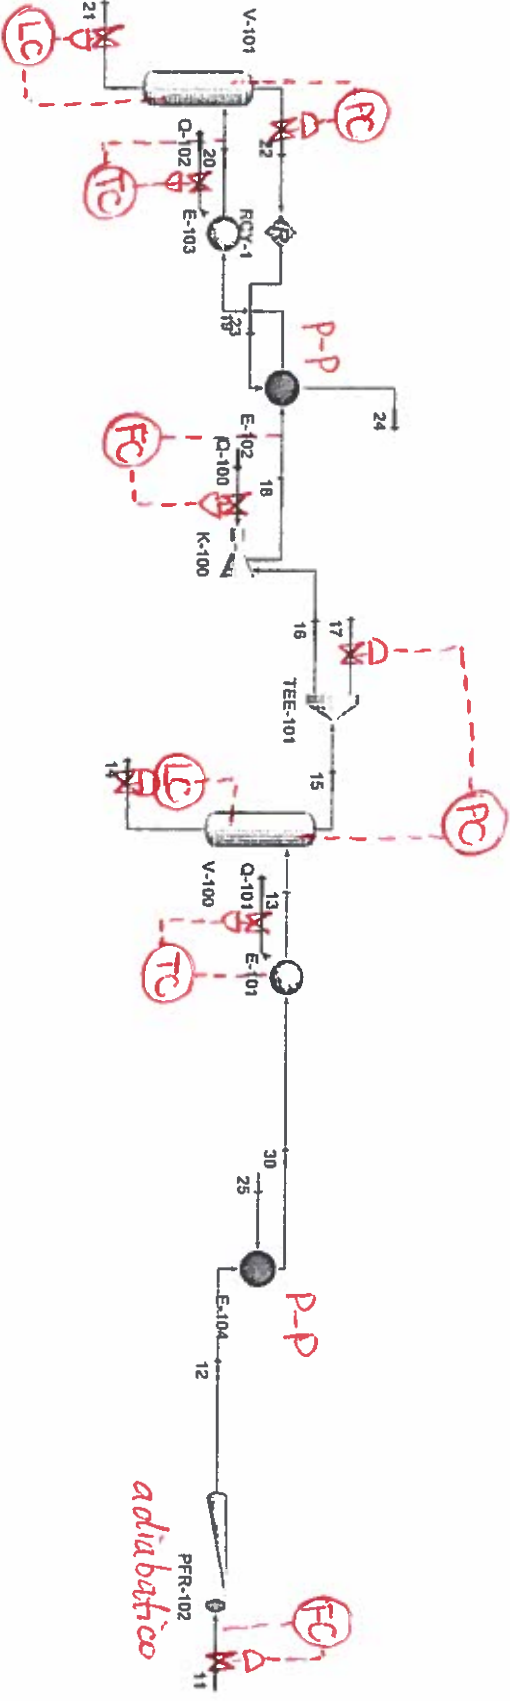 21
LC
V-101
PC
22
R
Q-102
20
TC
E-103
RCY-1
19
23
P-P
24
E-102
FC
Q-100
18
K-100
16
17
TEE-101
15
PC
14
LC
V-100
Q-101
13
TC
E-101
30
25
P-P
E-104
12
adiabatico
PFR-102
FC
11